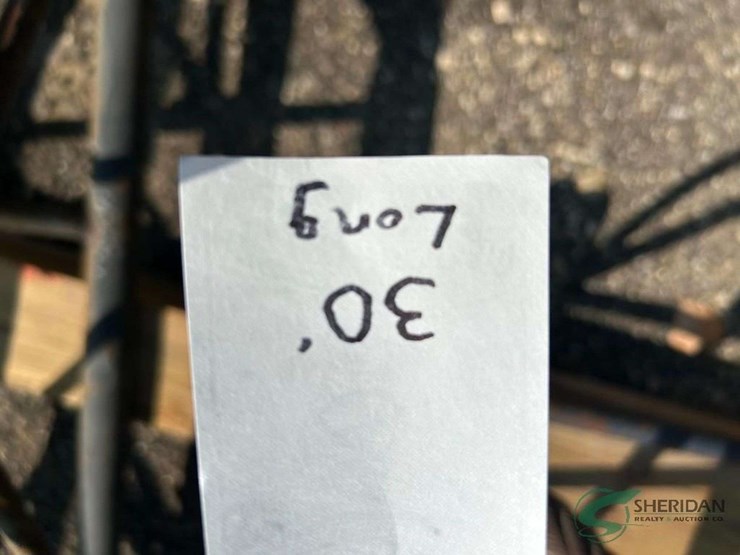 30'
Long
SHERIDAN
REALTY & AUCTION CO.